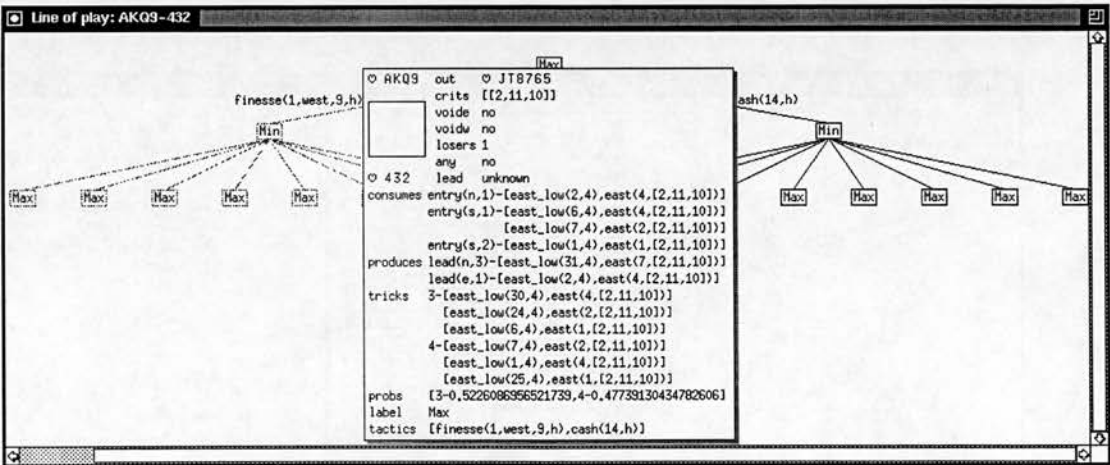 Line of play: AKQ9-432
Max
♡ AKQ9 out ♡ JT8765
finesse(1,west,9,h) crits [[2,11,10]] ash(14,h)
voide no
Min voidw no Min
losers 1
any no
♡ 432 lead unknown
Max Max Max Max Max consumes entry(n,1)-[east_low(2,4),east(4,[2,11,10])] Max Max Max Max Max
entry(s,1)-[east_low(6,4),east(4,[2,11,10])]
[east_low(7,4),east(2,[2,11,10])]
entry(s,2)-[east_low(1,4),east(1,[2,11,10])]
produces lead(n,3)-[east_low(31,4),east(7,[2,11,10])]
lead(e,1)-[east_low(2,4),east(4,[2,11,10])]
tricks 3-[east_low(30,4),east(4,[2,11,10])]
[east_low(24,4),east(2,[2,11,10])]
[east_low(6,4),east(1,[2,11,10])]
4-[east_low(7,4),east(2,[2,11,10])]
[east_low(1,4),east(4,[2,11,10])]
[east_low(25,4),east(1,[2,11,10])]
probs [3-0.5226086956521739,4-0.47739130434782606]
label Max
tactics [finesse(1,west,9,h),cash(14,h)]